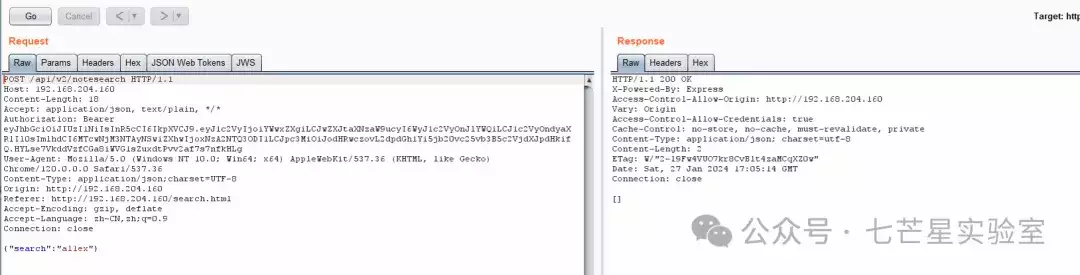 Go
Cancel
<
>
Target: http
Request
Response
Raw
Params
Headers
Hex
JSON Web Tokens
JWS
Raw
Headers
Hex
POST /api/v2/notesearch HTTP/1.1
Host: 192.168.204.160
Content-Length: 18
Accept: application/json, text/plain, */*
Authorization: Bearer
User-Agent: Mozilla/5.0 (Windows NT 10.0; Win64; x64) AppleWebKit/537.36 (KHTML, like Gecko)
Chrome/120.0.0.0 Safari/537.36
Content-Type: application/json;charset=UTF-8
Origin: http://192.168.204.160
Referer: http://192.168.204.160/search.html
Accept-Encoding: gzip, deflate
Accept-Language: zh-CN,zh;q=0.9
Connection: close
{"search":"allex"}
HTTP/1.1 200 OK
X-Powered-By: Express
Access-Control-Allow-Origin: http://192.168.204.160
Vary: Origin
Access-Control-Allow-Credentials: true
Cache-Control: no-store, no-cache, must-revalidate, private
Content-Type: application/json; charset=utf-8
Content-Length: 2
ETag: W/"2-l9Fw4VUO7kr8CvBlt4zaMCqXZ0w"
Date: Sat, 27 Jan 2024 17:05:14 GMT
Connection: close
[]
公众号 · 七芒星实验室